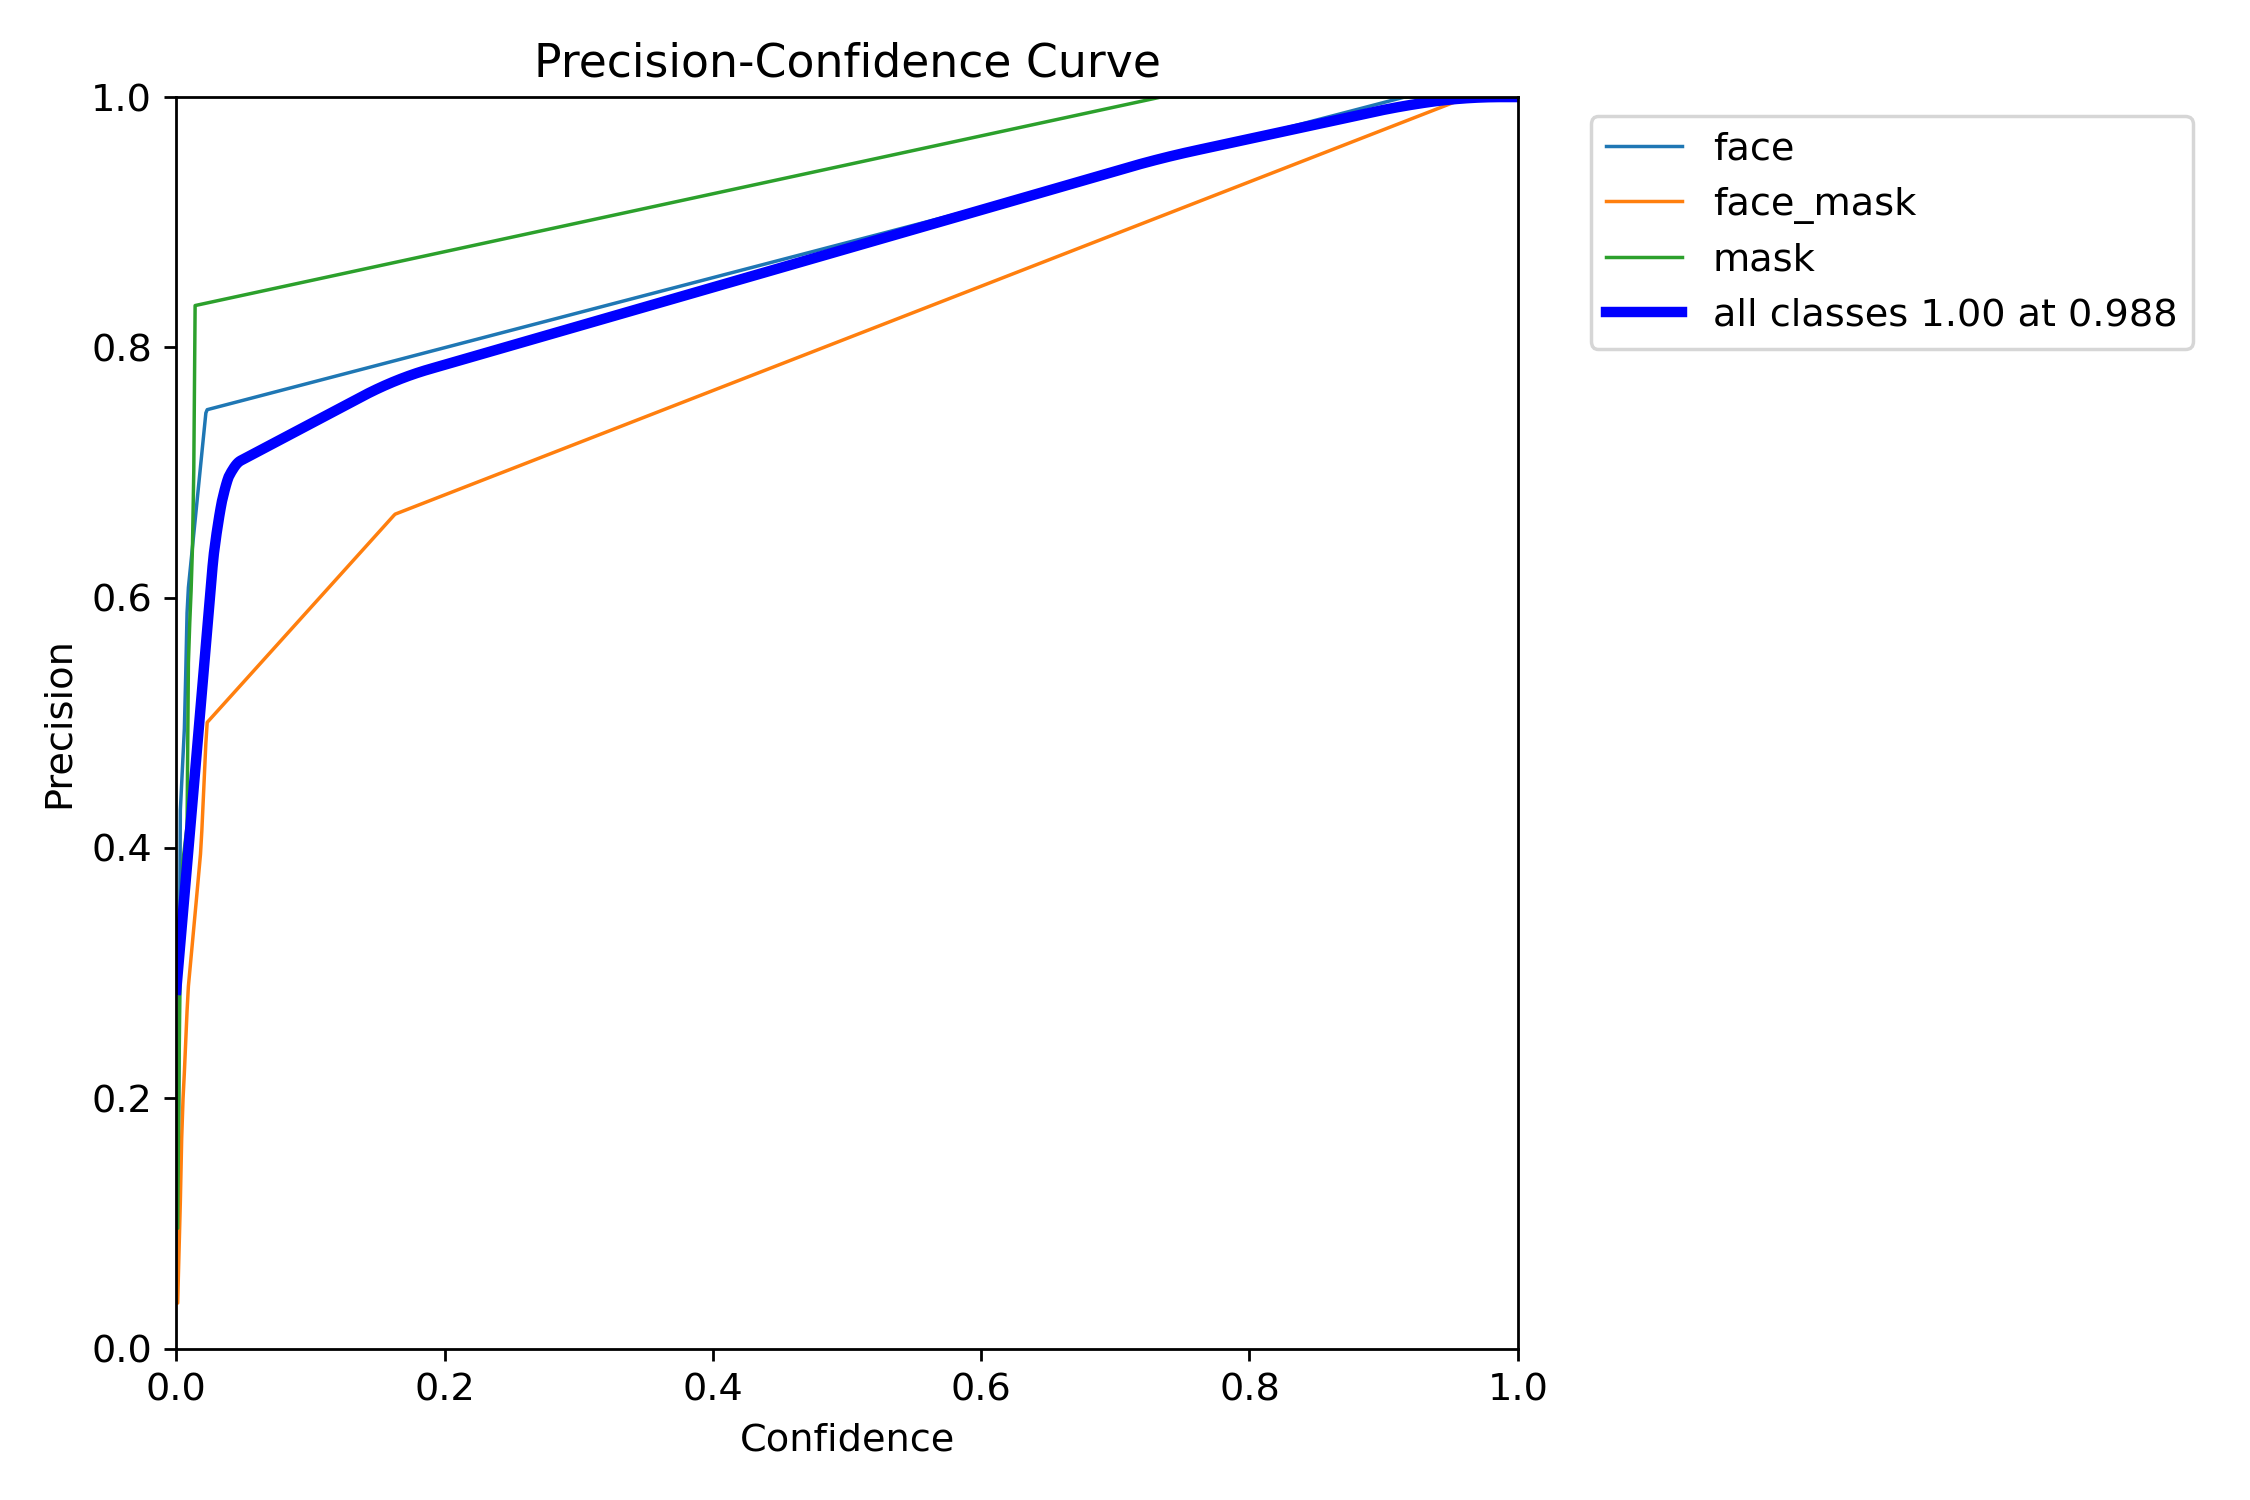 Precision-Confidence Curve
1.0
0.8
0.6
0.4
0.2
0.0
Precision
0.0 0.2 0.4 0.6 0.8 1.0
Confidence
face
face_mask
mask
all classes 1.00 at 0.988